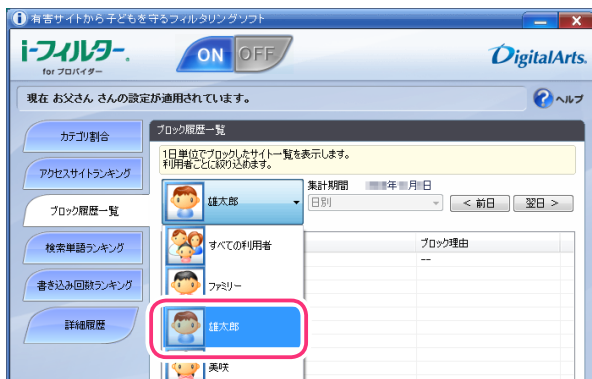 有害サイトから子どもを守るフィルタリングソフト
i-フィルター.
for プロバイダー
ON OFF
DigitalArts.
現在 お父さん さんの設定が適用されています。
ヘルプ
カテゴリ割合
アクセスサイトランキング
ブロック履歴一覧
検索単語ランキング
書き込み回数ランキング
詳細履歴
ブロック履歴一覧
1日単位でブロックしたサイト一覧を表示します。
利用者ごとに絞り込めます。
雄太郎
集計期間 年 月 日
日別
< 前日
翌日 >
ブロック理由
--
すべての利用者
ファミリー
雄太郎
美咲